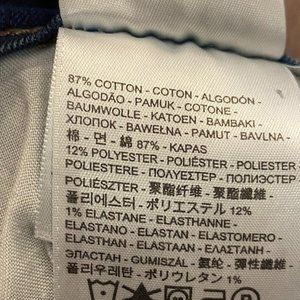 87% COTTON - COTON - ALGODÓN -
ALGODÃO - PAMUK - COTONE -
BAUMWOLLE - KATOEN - BAMBAKI -
ХЛОПОК - BAWEŁNA - PAMUT - BAVLNA -
棉 - 면 - 綿 87% - KAPAS
12% POLYESTER - POLIÉSTER -
POLIESTERE - ΠΟΛΥΕΣΤΕΡ - ПОЛИЭСТЕР -
POLIÉSZTER - 聚酯纖維 - 聚酯纤维 -
폴리에스터 - ポリエステル 12%
1% ELASTANE - ELASTHANNE -
ELASTANO - ELASTAN - ELASTOMERO -
ELASTHAN - ELASTAAN - ΕΛΑΣΤΑΝΗ -
ЭЛАСТАН - GUMISZÁL - 氨纶 - 彈性纖維 -
폴리우레탄 - ポリウレタン 1%